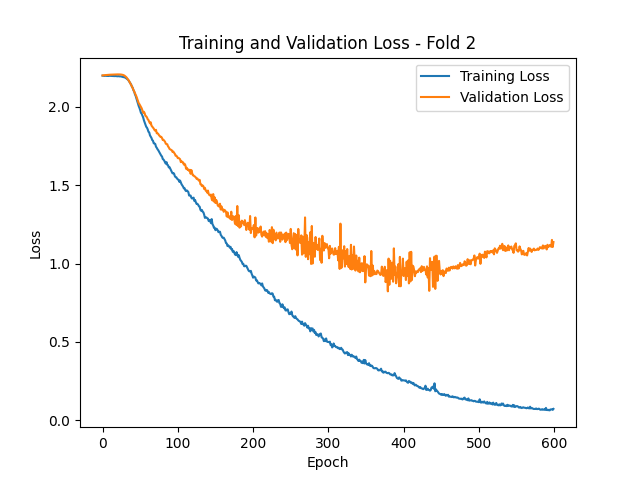 Training and Validation Loss - Fold 2
Training Loss
Validation Loss
2.0
1.5
1.0
0.5
0.0
Loss
0 100 200 300 400 500 600
Epoch